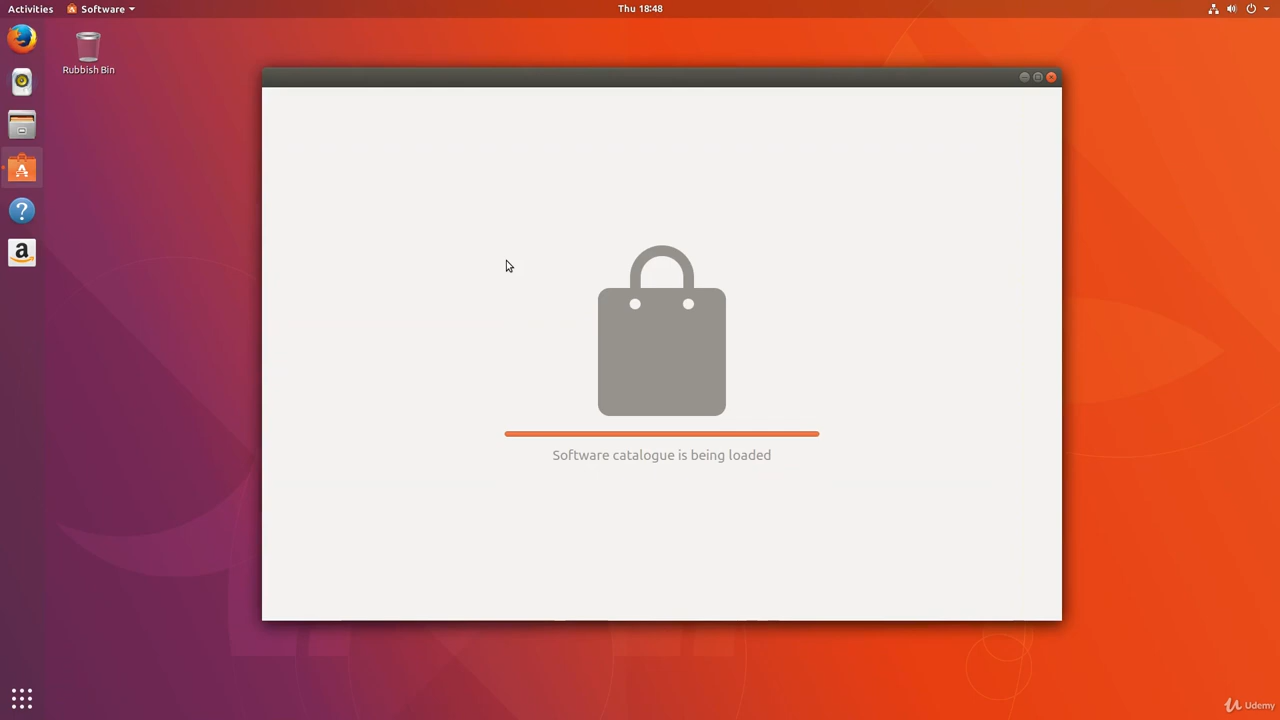 Activities
Software
Thu 18:48
Rubbish Bin
Software catalogue is being loaded
Udemy